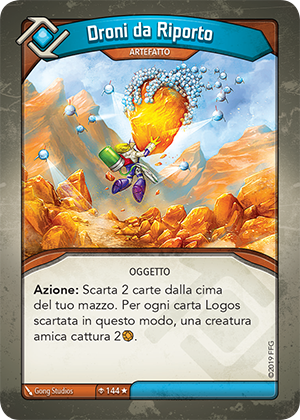 Droni da Riporto
ARTEFATTO
OGGETTO
Azione: Scarta 2 carte dalla cima
del tuo mazzo. Per ogni carta Logos
scartata in questo modo, una creatura
amica cattura 2.
Gong Studios
144
©2019 FFG